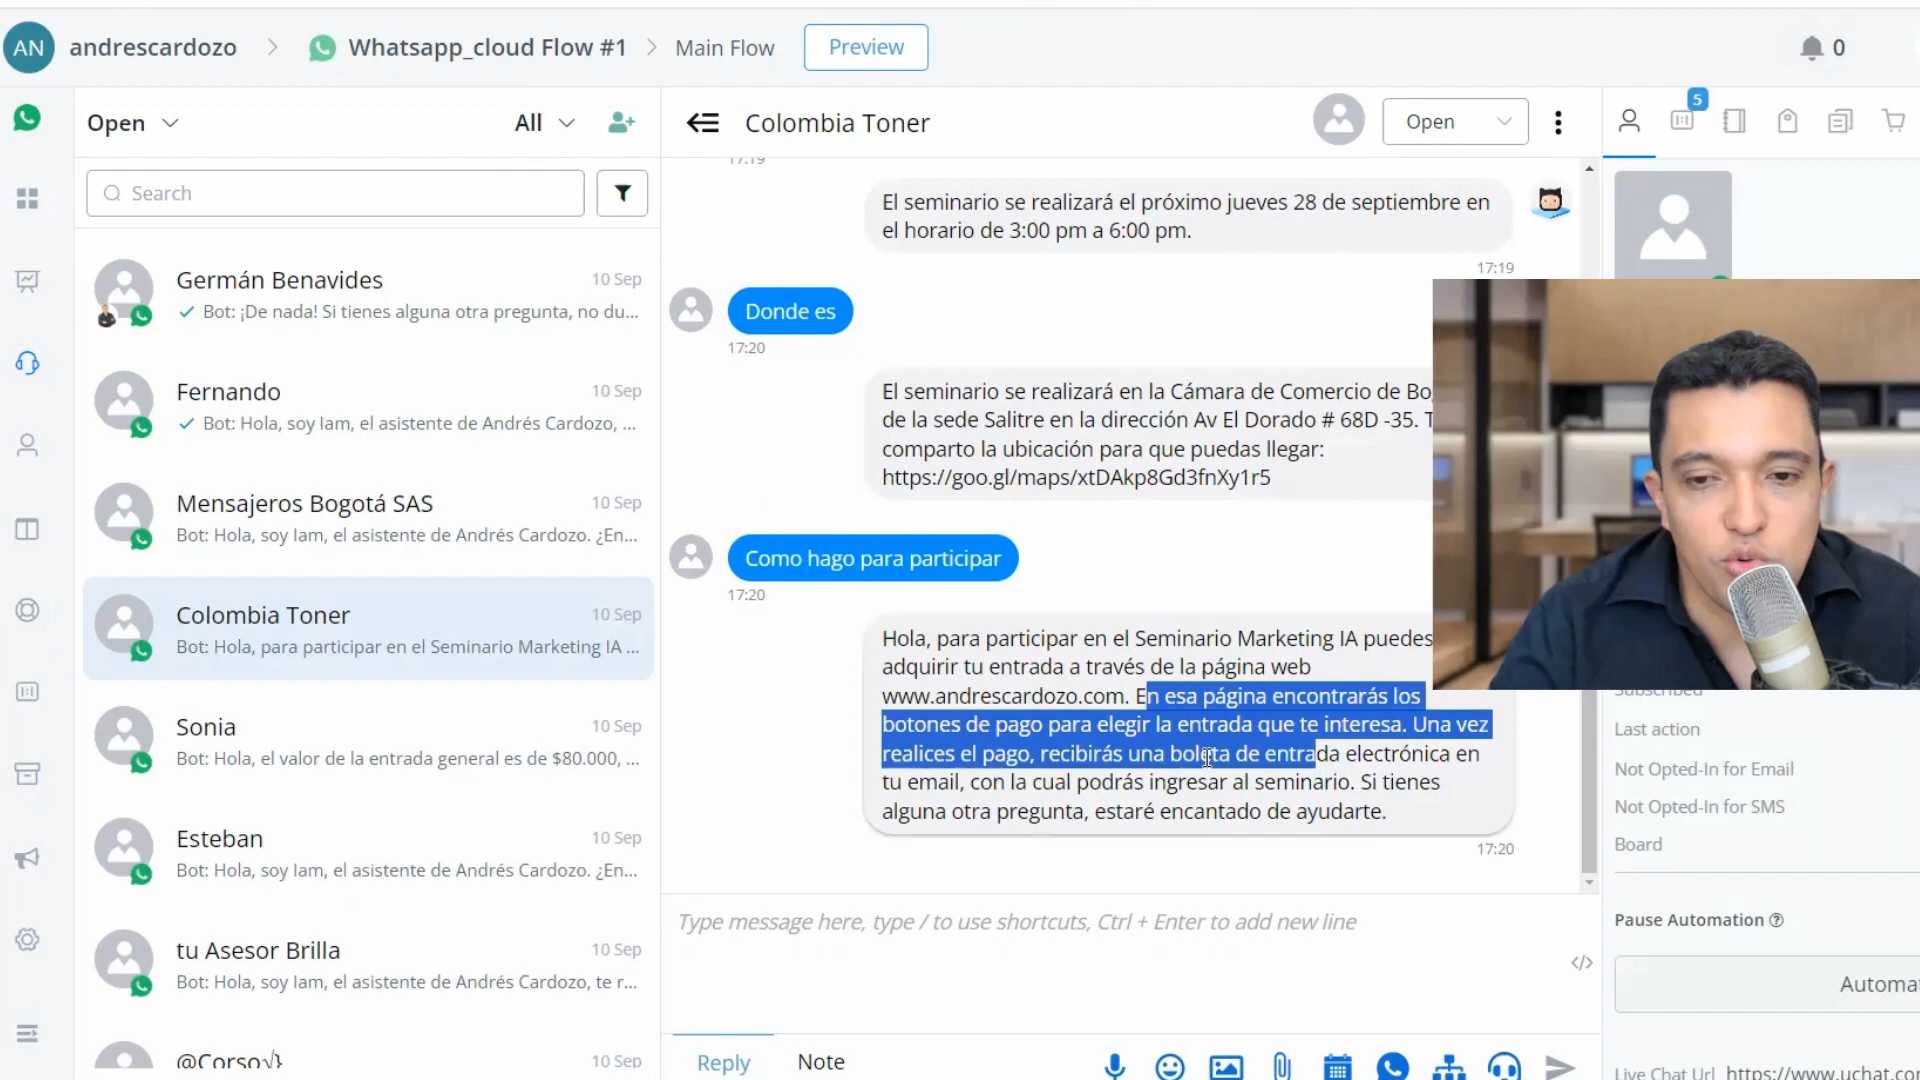 AN andrescardozo > Whatsapp_cloud Flow #1 > Main Flow Preview 0
Open All
Search
Germán Benavides 10 Sep
Bot: ¡De nada! Si tienes alguna otra pregunta, no du...
Fernando 10 Sep
Bot: Hola, soy Iam, el asistente de Andrés Cardozo, ...
Mensajeros Bogotá SAS 10 Sep
Bot: Hola, soy Iam, el asistente de Andrés Cardozo. ¿En...
Colombia Toner 10 Sep
Bot: Hola, para participar en el Seminario Marketing IA ...
Sonia 10 Sep
Bot: Hola, el valor de la entrada general es de $80.000, ...
Esteban 10 Sep
Bot: Hola, soy Iam, el asistente de Andrés Cardozo. ¿En...
tu Asesor Brilla 10 Sep
Bot: Hola, soy Iam, el asistente de Andrés Cardozo, te r...
@Corso√} 10 Sep
Colombia Toner Open
17:19
El seminario se realizará el próximo jueves 28 de septiembre en
el horario de 3:00 pm a 6:00 pm.
17:19
Donde es
17:20
El seminario se realizará en la Cámara de Comercio de Bo
de la sede Salitre en la dirección Av El Dorado # 68D -35. T
comparto la ubicación para que puedas llegar:
https://goo.gl/maps/xtDAkp8Gd3fnXy1r5
Como hago para participar
17:20
Hola, para participar en el Seminario Marketing IA puedes
adquirir tu entrada a través de la página web
www.andrescardozo.com. En esa página encontrarás los
botones de pago para elegir la entrada que te interesa. Una vez
realices el pago, recibirás una boleta de entrada electrónica en
tu email, con la cual podrás ingresar al seminario. Si tienes
alguna otra pregunta, estaré encantado de ayudarte.
17:20
Type message here, type / to use shortcuts, Ctrl + Enter to add new line
</>
Reply Note
5
Subscribed
Last action
Not Opted-In for Email
Not Opted-In for SMS
Board
Pause Automation ?
Automat
Live Chat Url https://www.uchat.com